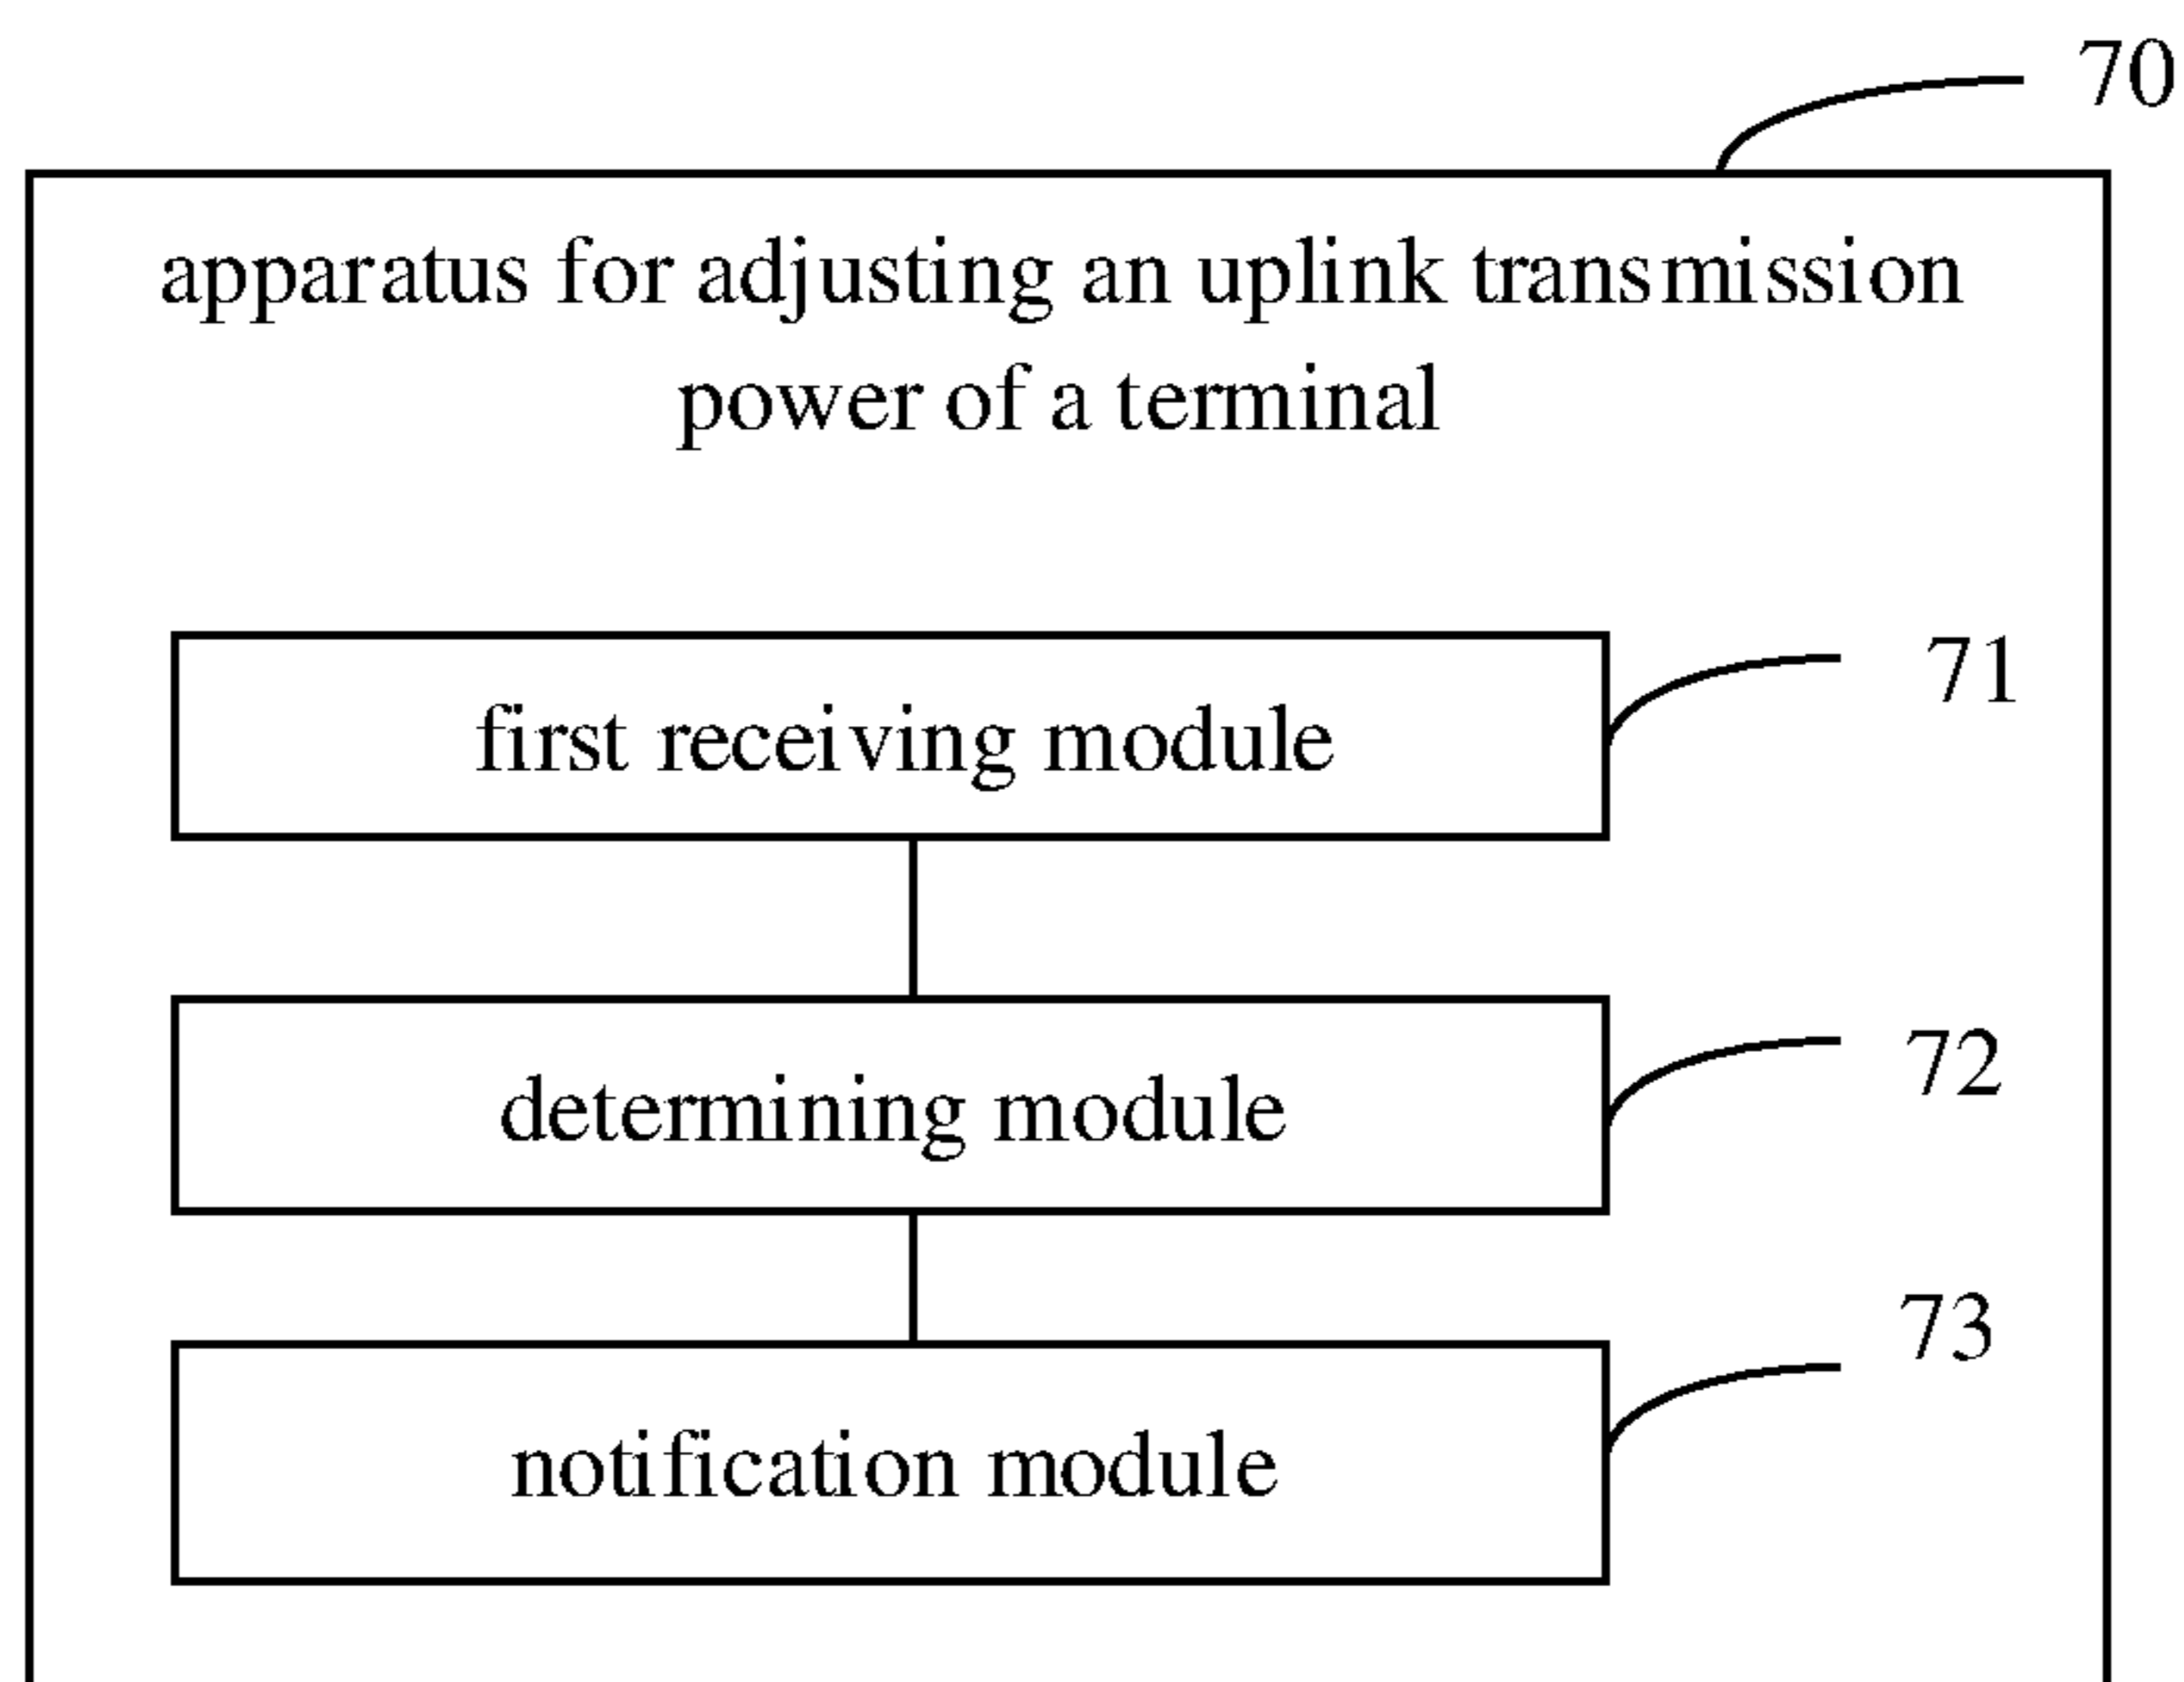 70
apparatus for adjusting an uplink transmission
power of a terminal
first receiving module
71
determining module
72
notification module
73